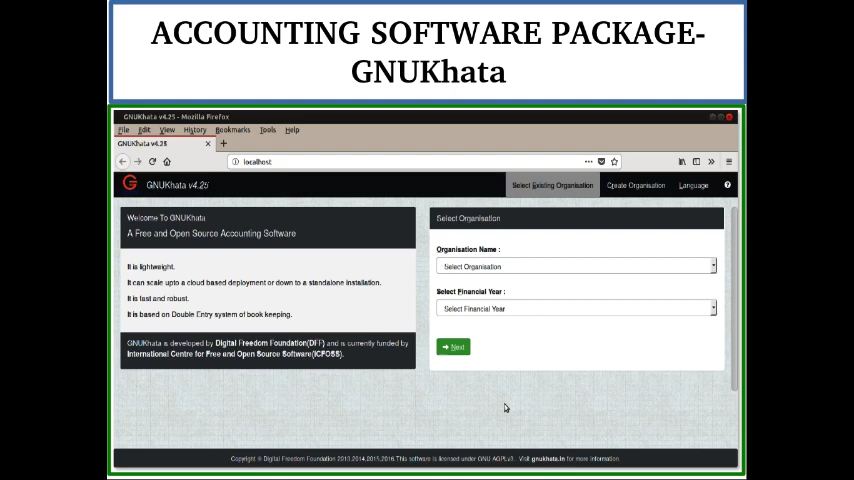 ACCOUNTING SOFTWARE PACKAGE-
GNUKhata
GNUKhata v4.25 - Mozilla Firefox
File Edit View History Bookmarks Tools Help
GNUKhata v4.25
localhost
GNUKhata v4.25 Select Existing Organisation Create Organisation Language
Welcome To GNUKhata
A Free and Open Source Accounting Software
It is lightweight.
It can scale upto a cloud based deployment or down to a standalone installation.
It is fast and robust.
It is based on Double Entry system of book keeping.
GNUKhata is developed by Digital Freedom Foundation(DFF) and is currently funded by
International Centre for Free and Open Source Software(ICFOSS).
Select Organisation
Organisation Name :
Select Organisation
Select Financial Year :
Select Financial Year
Next
Copyright © Digital Freedom Foundation 2013,2014,2015,2016.This software is licensed under GNU AGPLv3. Visit gnukhata.in for more information.